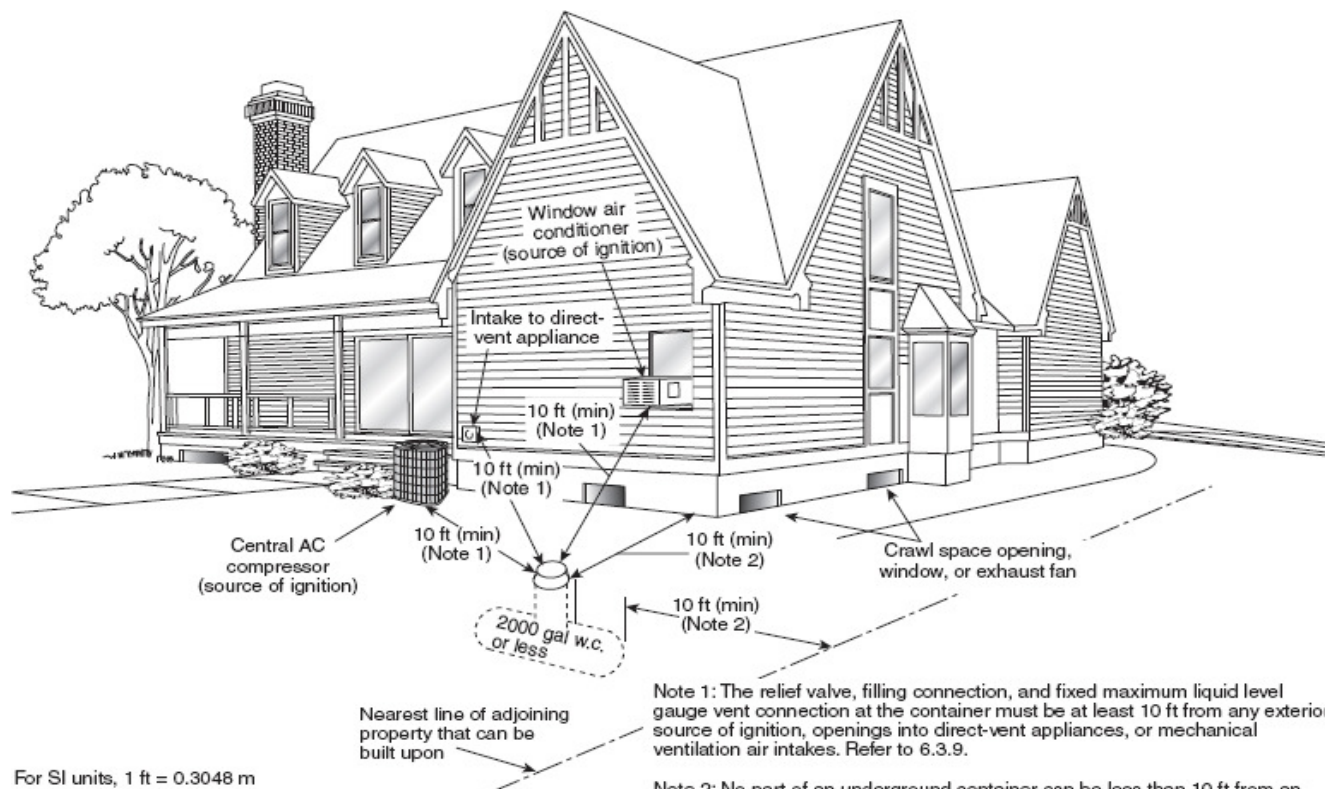 Window air
conditioner
(source of ignition)
Intake to direct-
vent appliance
10 ft (min)
(Note 1)
10 ft (min)
(Note 1)
10 ft (min)
(Note 1)
10 ft (min)
(Note 2)
Central AC
compressor
(source of ignition)
Crawl space opening,
window, or exhaust fan
10 ft (min)
(Note 2)
2000 gal w.c.
or less
Nearest line of adjoining
property that can be
built upon
Note 1: The relief valve, filling connection, and fixed maximum liquid level
gauge vent connection at the container must be at least 10 ft from any exterio
source of ignition, openings into direct-vent appliances, or mechanical
ventilation air intakes. Refer to 6.3.9.
For SI units, 1 ft = 0.3048 m
Note 2: No part of an underground container can be less than 10 ft from an